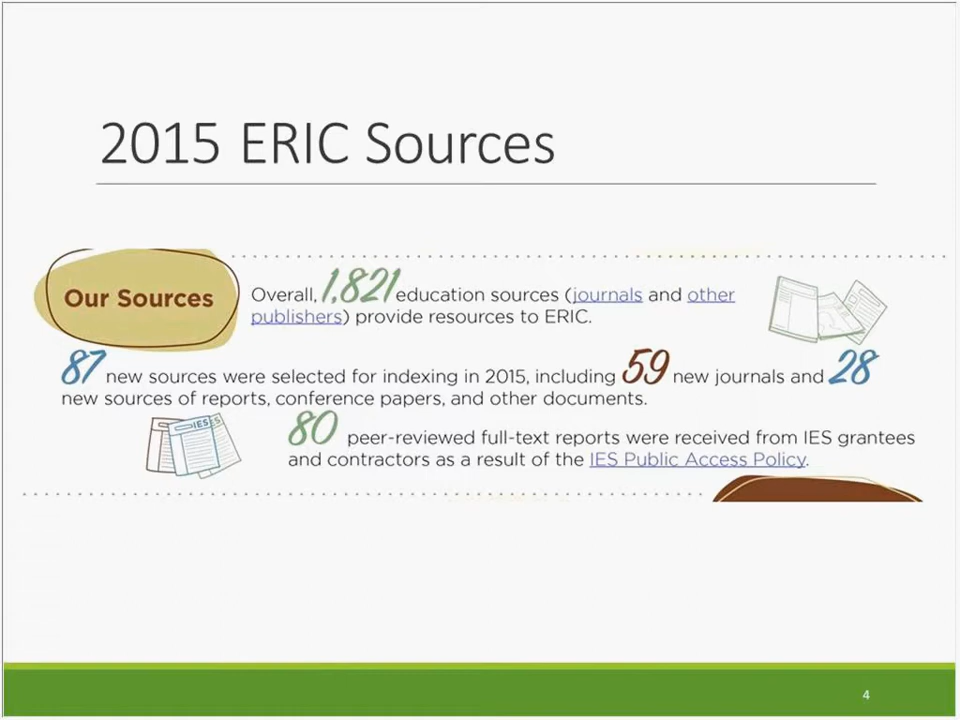 2015 ERIC Sources
Our Sources
Overall, 1,821 education sources (journals and other
publishers) provide resources to ERIC.
87 new sources were selected for indexing in 2015, including 59 new journals and 28
new sources of reports, conference papers, and other documents.
IES ES
80 peer-reviewed full-text reports were received from IES grantees
and contractors as a result of the IES Public Access Policy.
4